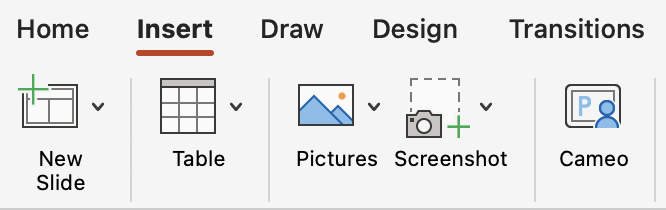 Home Insert Draw Design Transitions
New Slide Table Pictures Screenshot Cameo
P